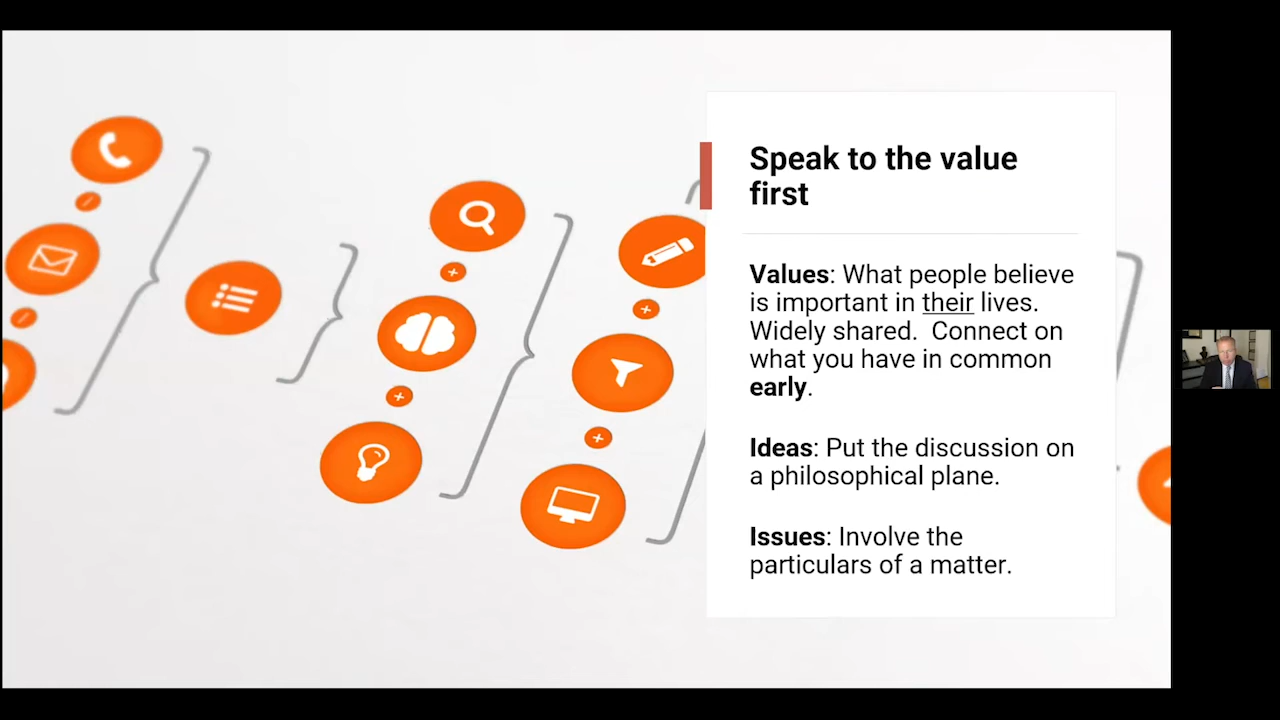 Speak to the value
first
Values: What people believe
is important in their lives.
Widely shared.  Connect on
what you have in common
early.
Ideas: Put the discussion on
a philosophical plane.
Issues: Involve the
particulars of a matter.